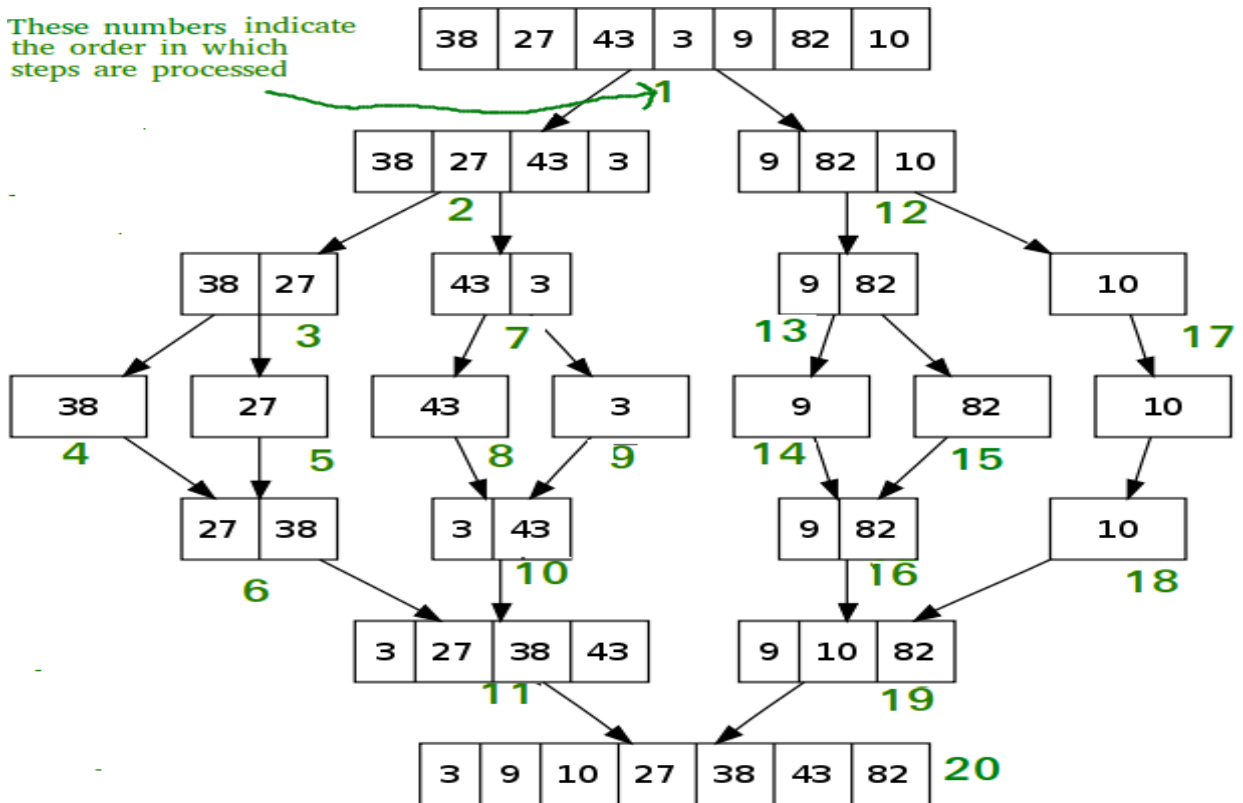 These numbers indicate
the order in which
steps are processed
38 27 43 3 9 82 10
1
38 27 43 3 9 82 10
2 12
38 27 43 3 9 82 10
3 7 13 17
38 27 43 3 9 82 10
4 5 8 9 14 15
27 38 3 43 9 82 10
6 10 16 18
3 27 38 43 9 10 82
11 19
3 9 10 27 38 43 82 20